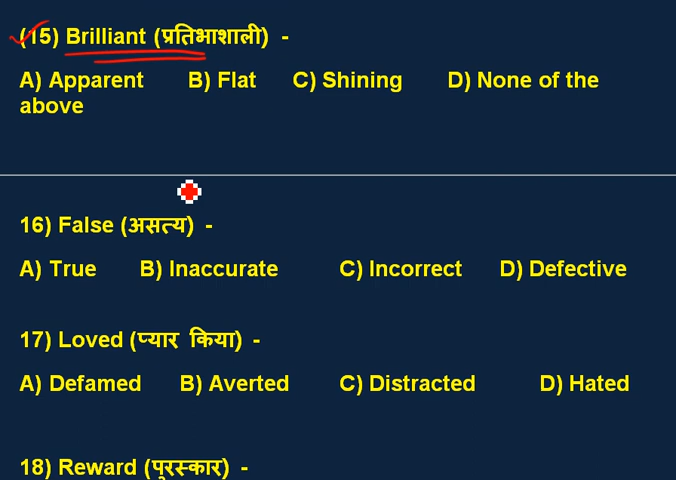 (15) Brilliant (प्रतिभाशाली) -
A) Apparent B) Flat C) Shining D) None of the
above
16) False (असत्य) -
A) True B) Inaccurate C) Incorrect D) Defective
17) Loved (प्यार किया) -
A) Defamed B) Averted C) Distracted D) Hated
18) Reward (पुरस्कार) -